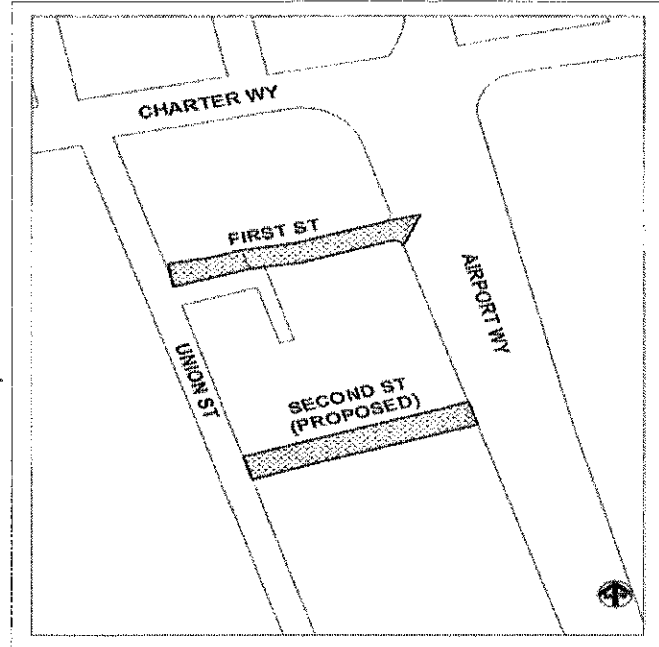 CHARTER WY
FIRST ST
AIRPORT WY
UNION ST
SECOND ST
(PROPOSED)